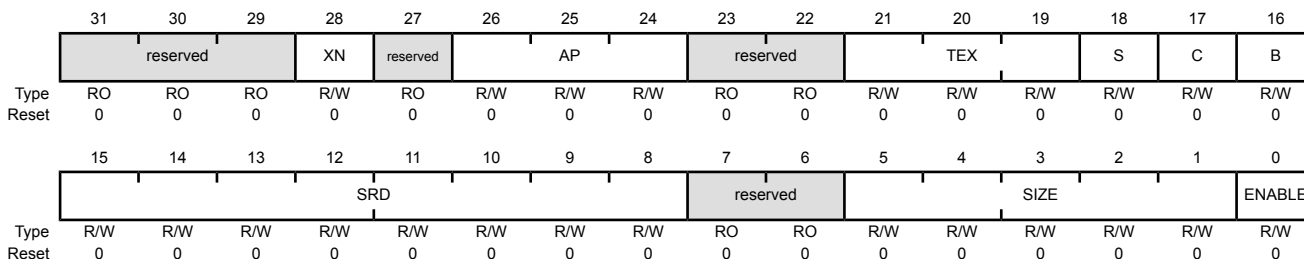 31 30 29 28 27 26 25 24 23 22 21 20 19 18 17 16
reserved XN reserved AP reserved TEX S C B
Type RO RO RO R/W RO R/W R/W R/W RO RO R/W R/W R/W R/W R/W R/W
Reset 0 0 0 0 0 0 0 0 0 0 0 0 0 0 0 0
15 14 13 12 11 10 9 8 7 6 5 4 3 2 1 0
SRD reserved SIZE ENABLE
Type R/W R/W R/W R/W R/W R/W R/W R/W RO RO R/W R/W R/W R/W R/W R/W
Reset 0 0 0 0 0 0 0 0 0 0 0 0 0 0 0 0